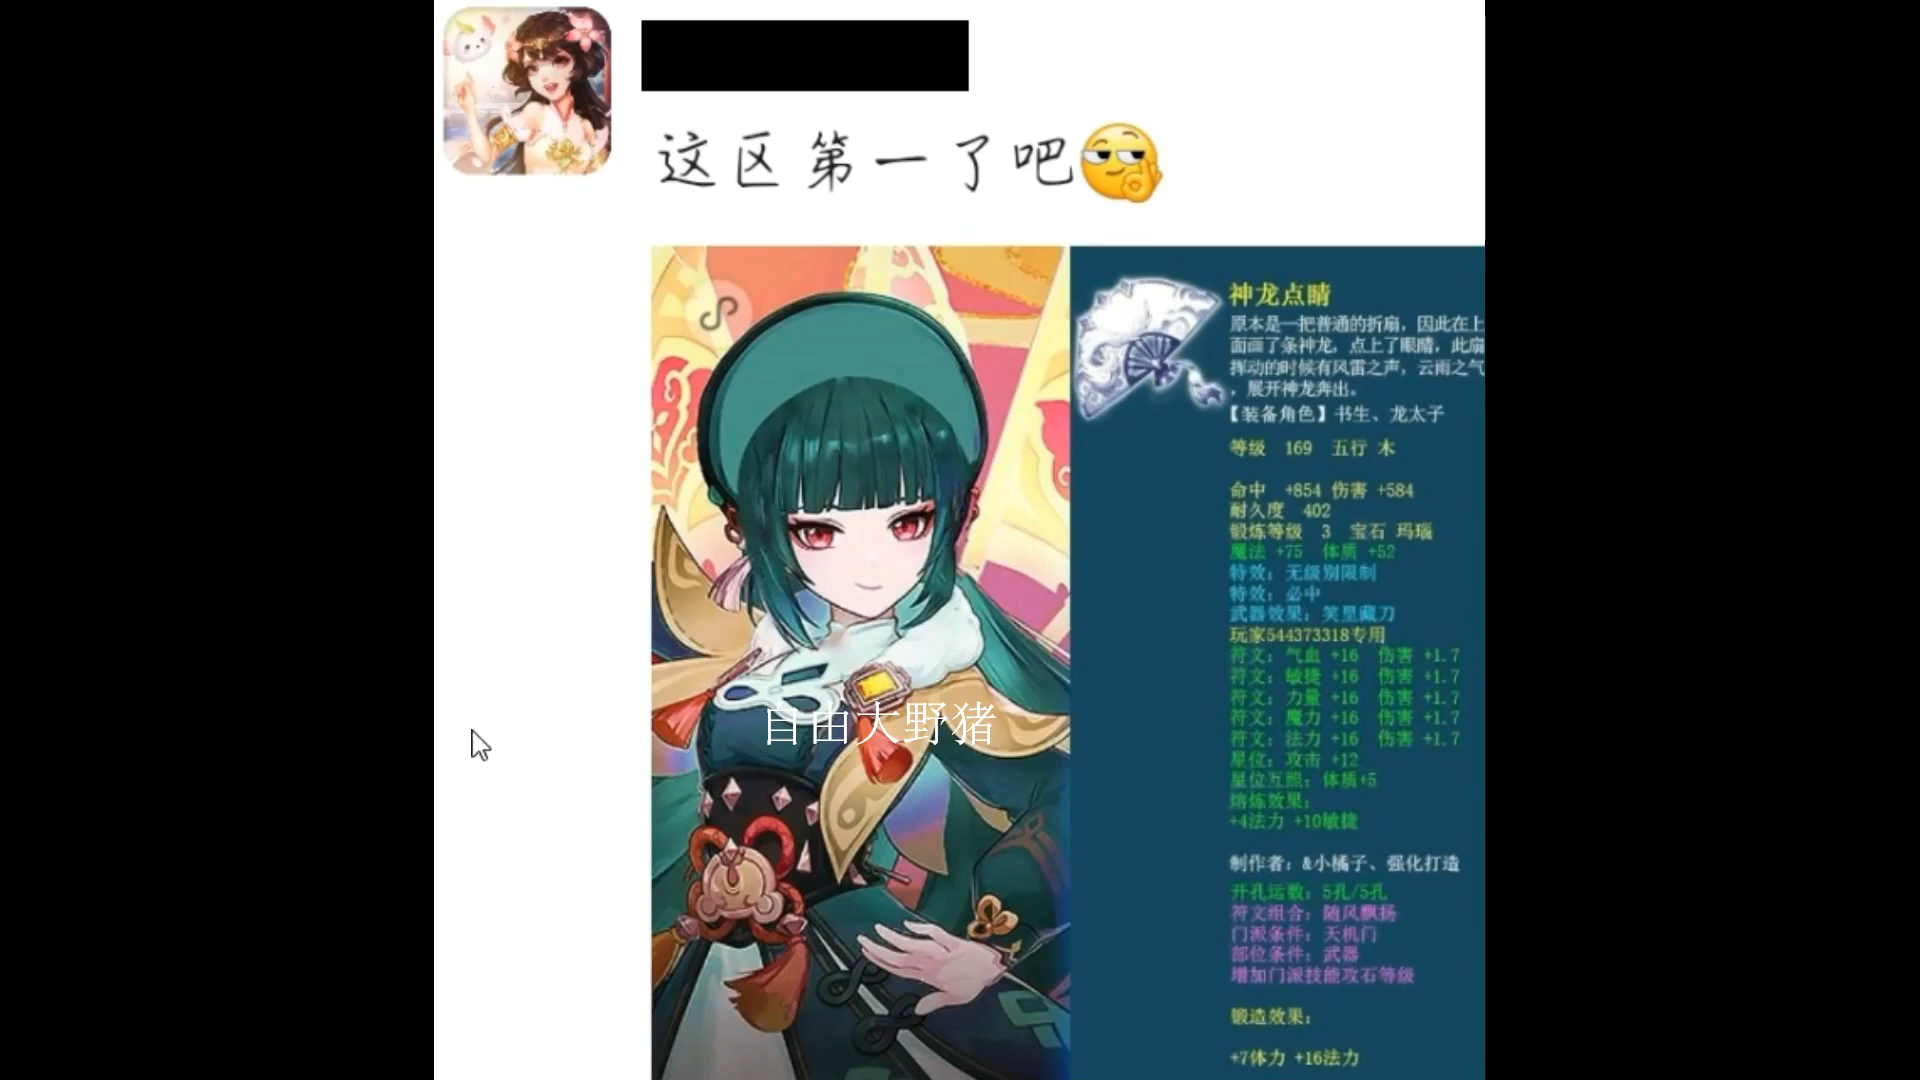 这区第一了吧
自由大野猪
神龙点睛
原本是一把普通的折扇，因此在上
面画了条神龙，点上了眼睛，此扇
挥动的时候有风雷之声，云雨之气
，展开神龙奔出。
【装备角色】书生、龙太子
等级 169 五行 木
命中 +854 伤害 +584
耐久度 402
锻炼等级 3 宝石 玛瑙
魔法 +75 体质 +52
特效：无级别限制
特效：必中
武器效果：笑里藏刀
玩家544373318专用
符文：气血 +16 伤害 +1.7
符文：敏捷 +16 伤害 +1.7
符文：力量 +16 伤害 +1.7
符文：魔力 +16 伤害 +1.7
符文：法力 +16 伤害 +1.7
星位：攻击 +12
星位互照：体质+5
熔炼效果：
+4法力 +10敏捷
制作者：&小橘子、强化打造
开孔运数：5孔/5孔
符文组合：随风飘扬
门派条件：天机门
部位条件：武器
增加门派技能攻石等级
锻造效果：
+7体力 +16法力